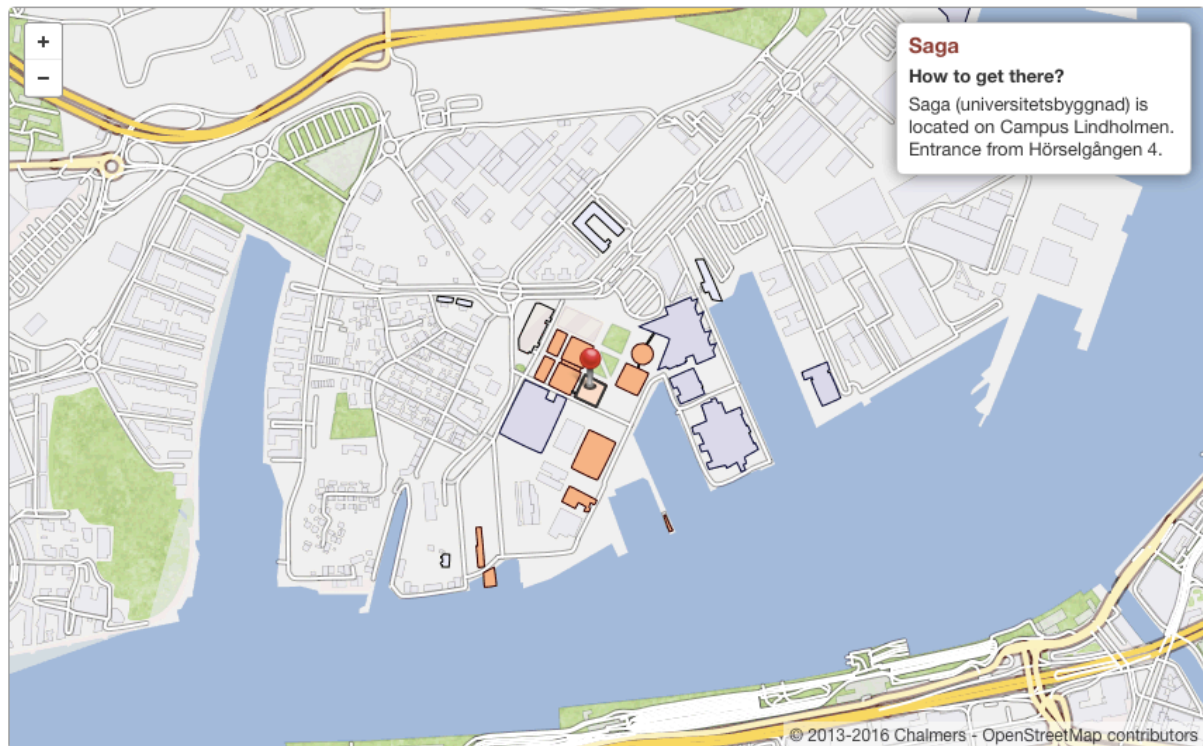 +
−
Saga
How to get there?
Saga (universitetsbyggnad) is
located on Campus Lindholmen.
Entrance from Hörselgången 4.
© 2013-2016 Chalmers - OpenStreetMap contributors